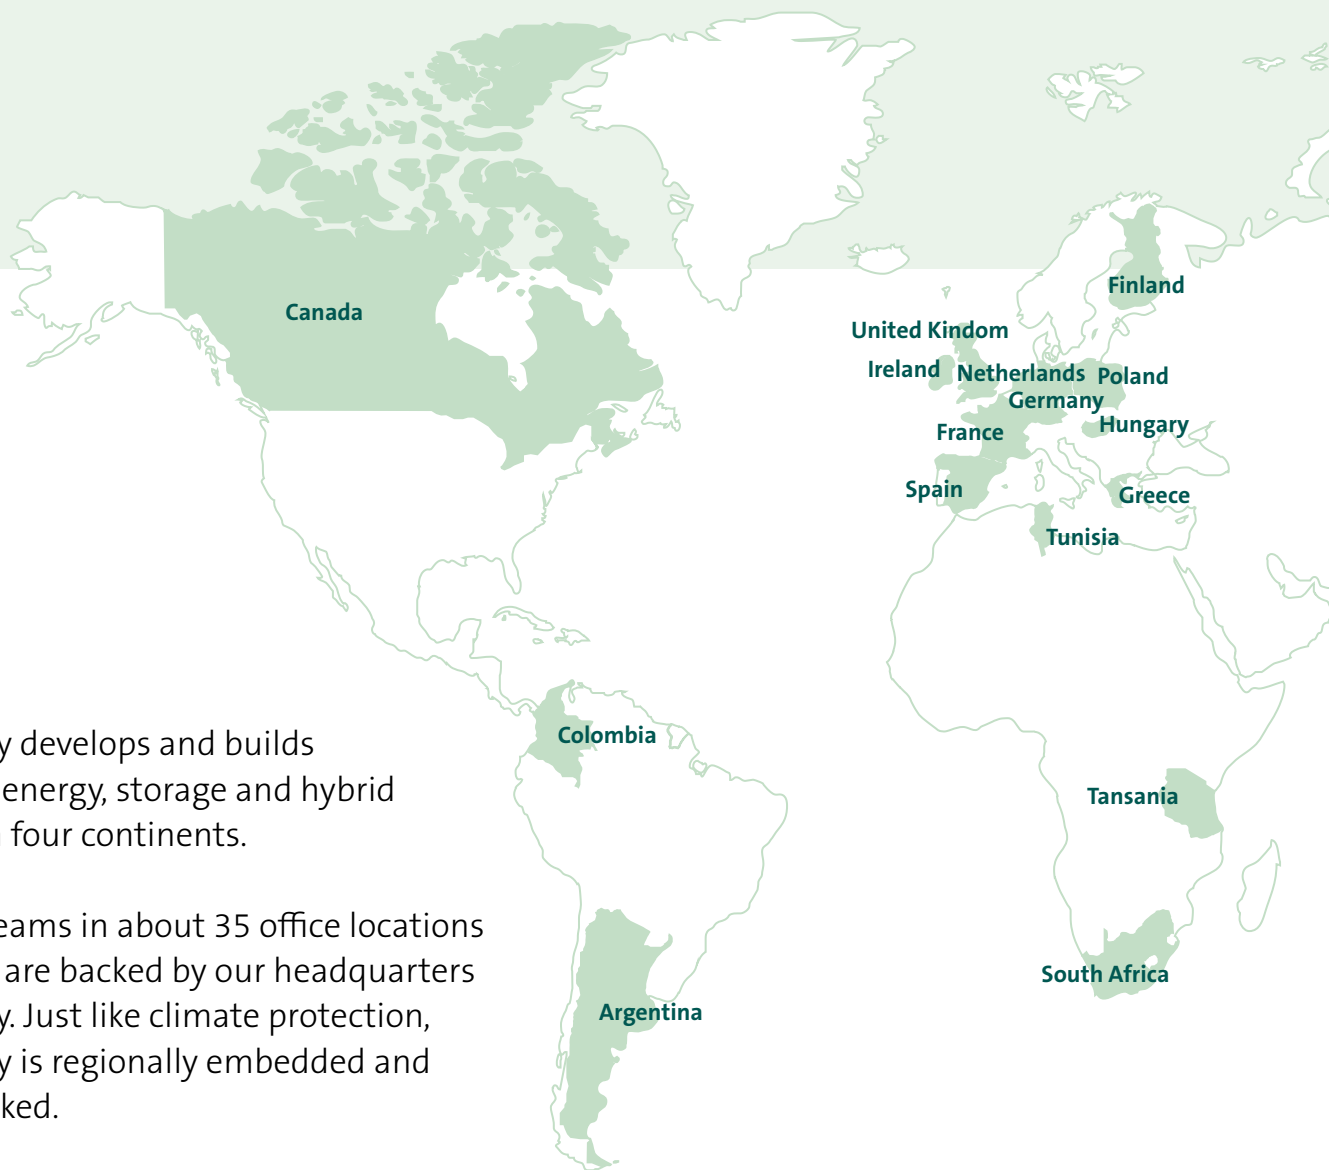 Canada
Finland
United Kindom
Ireland
Netherlands
Poland
Germany
Hungary
France
Spain
Greece
Tunisia
Colombia
Tansania
South Africa
Argentina
y develops and builds
energy, storage and hybrid
four continents.
eams in about 35 office locations
are backed by our headquarters
y. Just like climate protection,
y is regionally embedded and
ked.